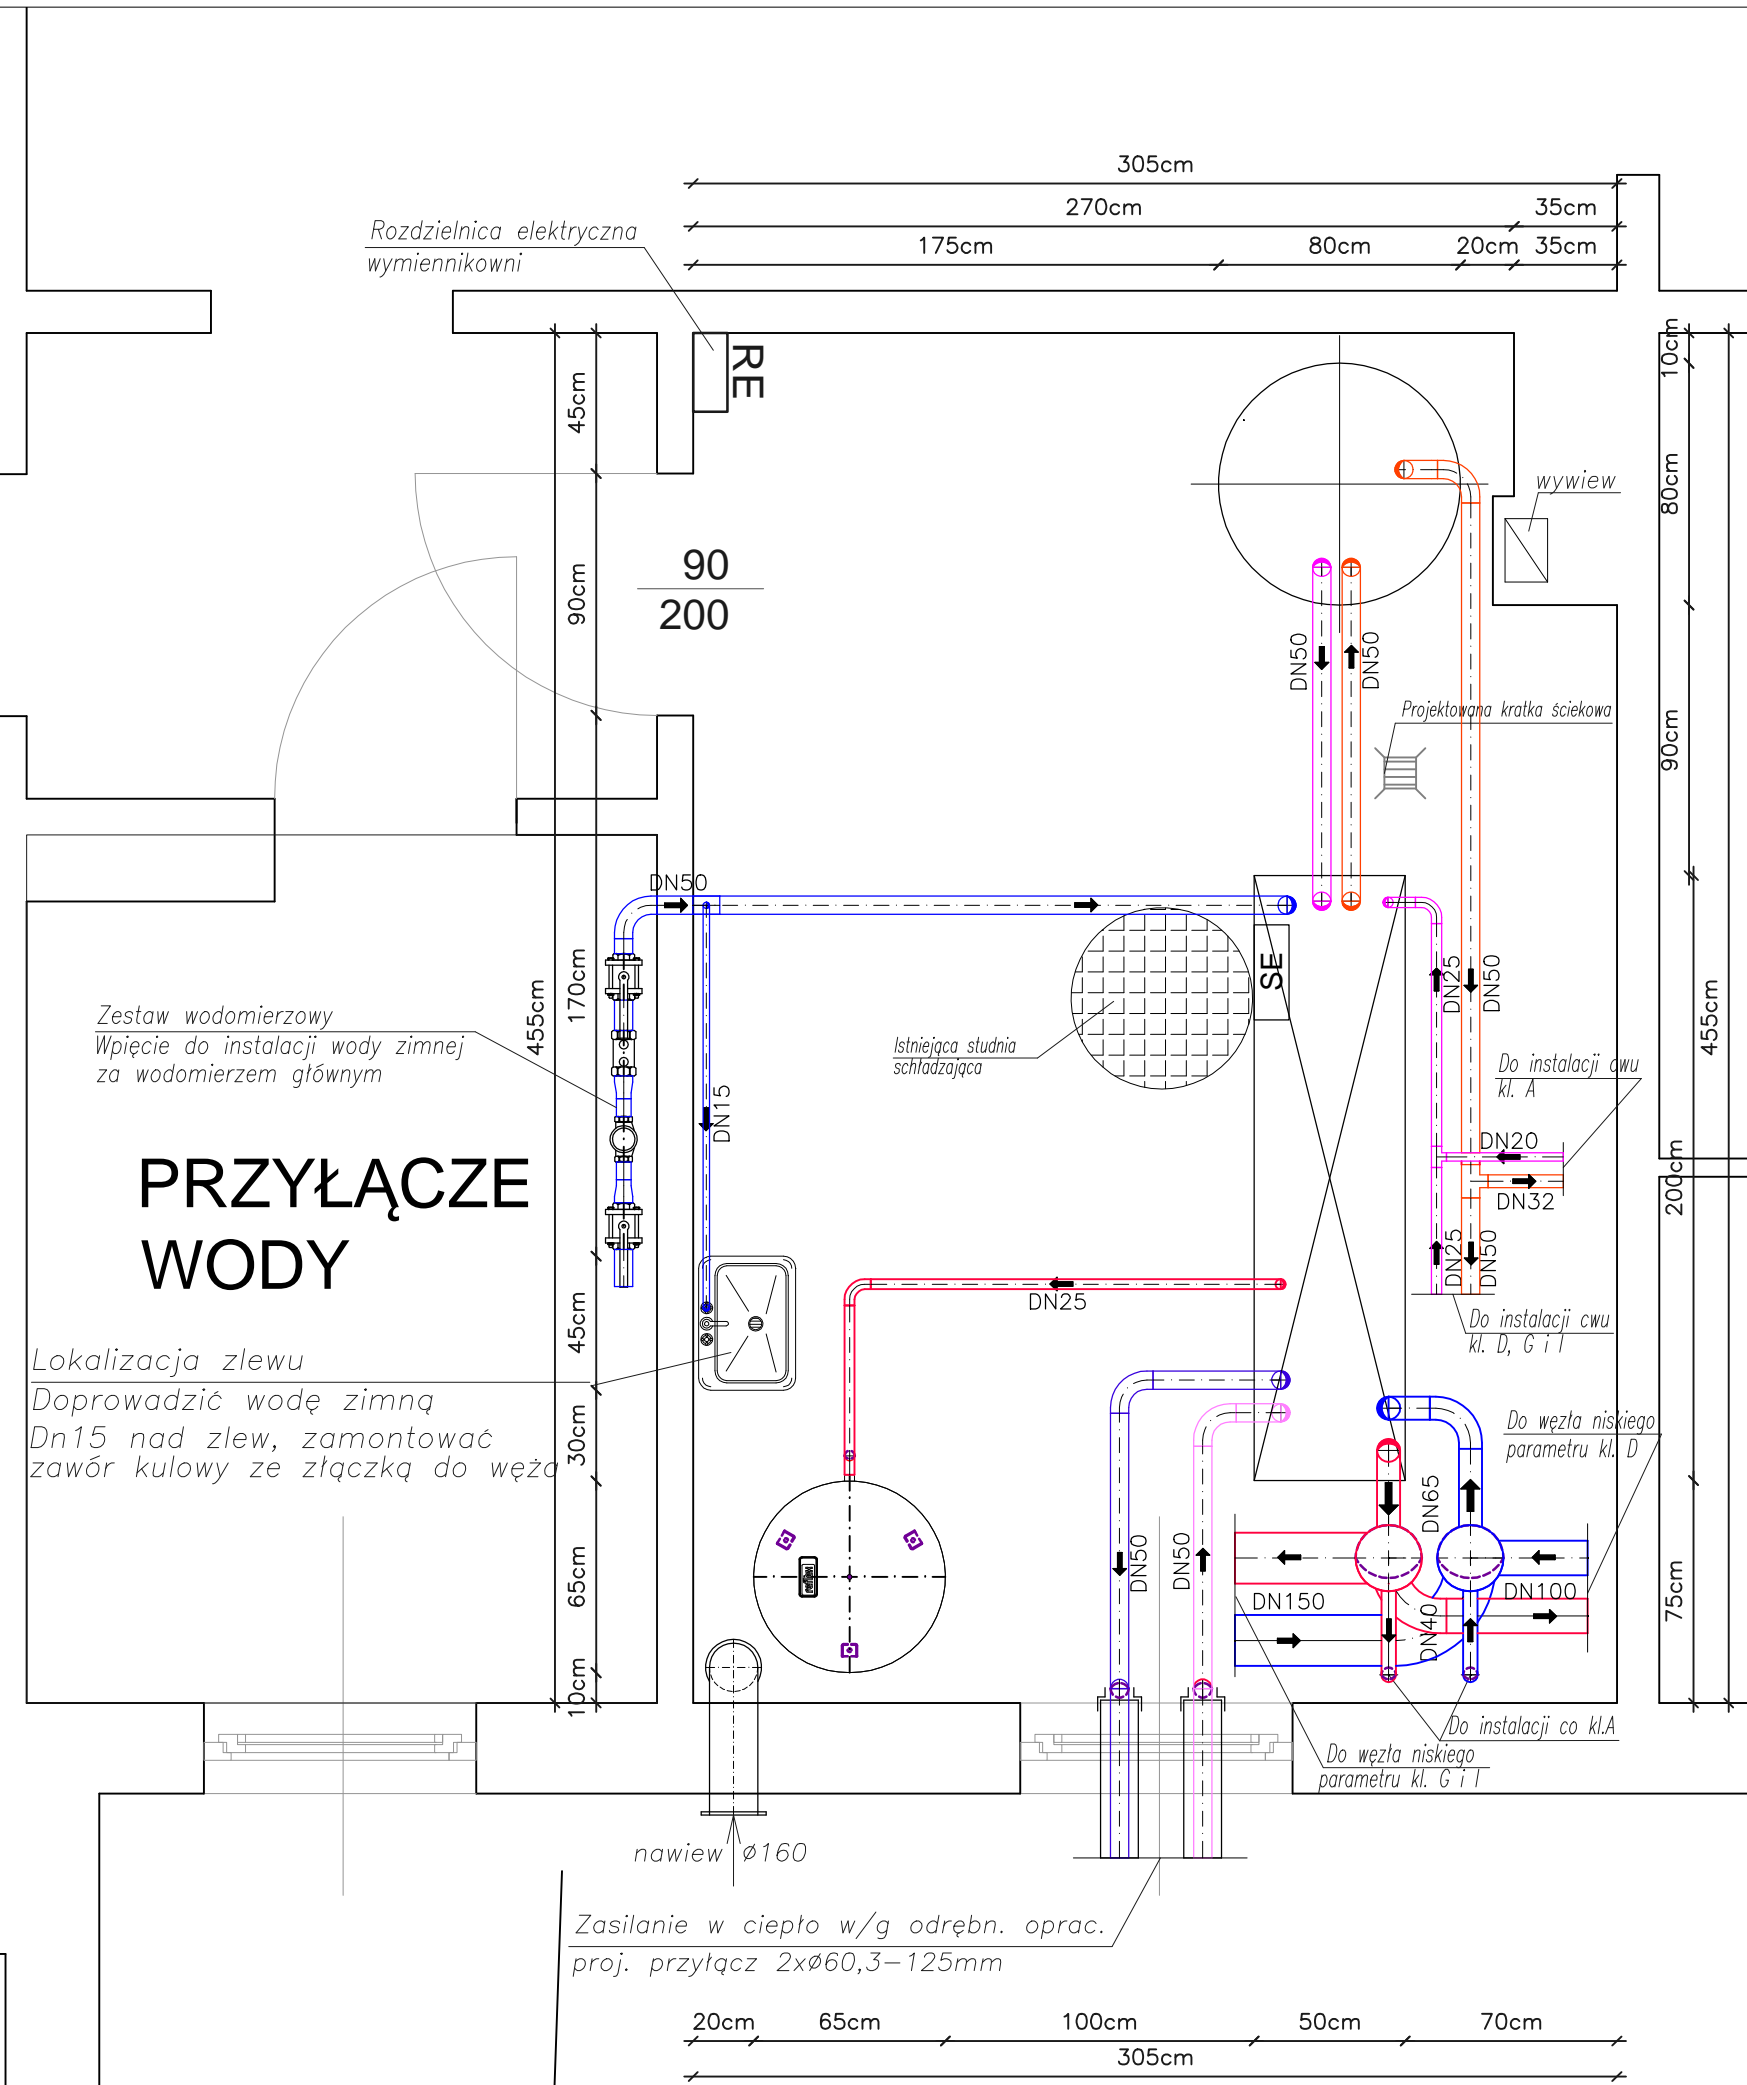 305cm
270cm
35cm
175cm
80cm
20cm
35cm
Rozdzielnica elektryczna
wymiennikowni
RE
45cm
10cm
80cm
wywiew
90
200
90cm
DN50
DN50
Projektowana kratka ściekowa
90cm
DN50
170cm
455cm
SE
DN25
DN50
455cm
Zestaw wodomierzowy
Wpięcie do instalacji wody zimnej
za wodomierzem głównym
Istniejąca studnia
schładzająca
Do instalacji cwu
kl. A
DN15
DN20
DN32
200cm
PRZYŁĄCZE
WODY
DN25
DN25
DN50
Do instalacji cwu
kl. D, G i I
45cm
Lokalizacja zlewu
Doprowadzić wodę zimną
Dn15 nad zlew, zamontować
zawór kulowy ze złączką do węża
30cm
Do węzła niskiego
parametru kl. D
DN65
DN50
DN50
65cm
reflex
DN150
DN100
DN40
75cm
10cm
Do instalacji co kl.A
Do węzła niskiego
parametru kl. G i I
nawiew ø160
Zasilanie w ciepło w/g odrębn. oprac.
proj. przyłącz 2xø60,3-125mm
20cm
65cm
100cm
50cm
70cm
305cm